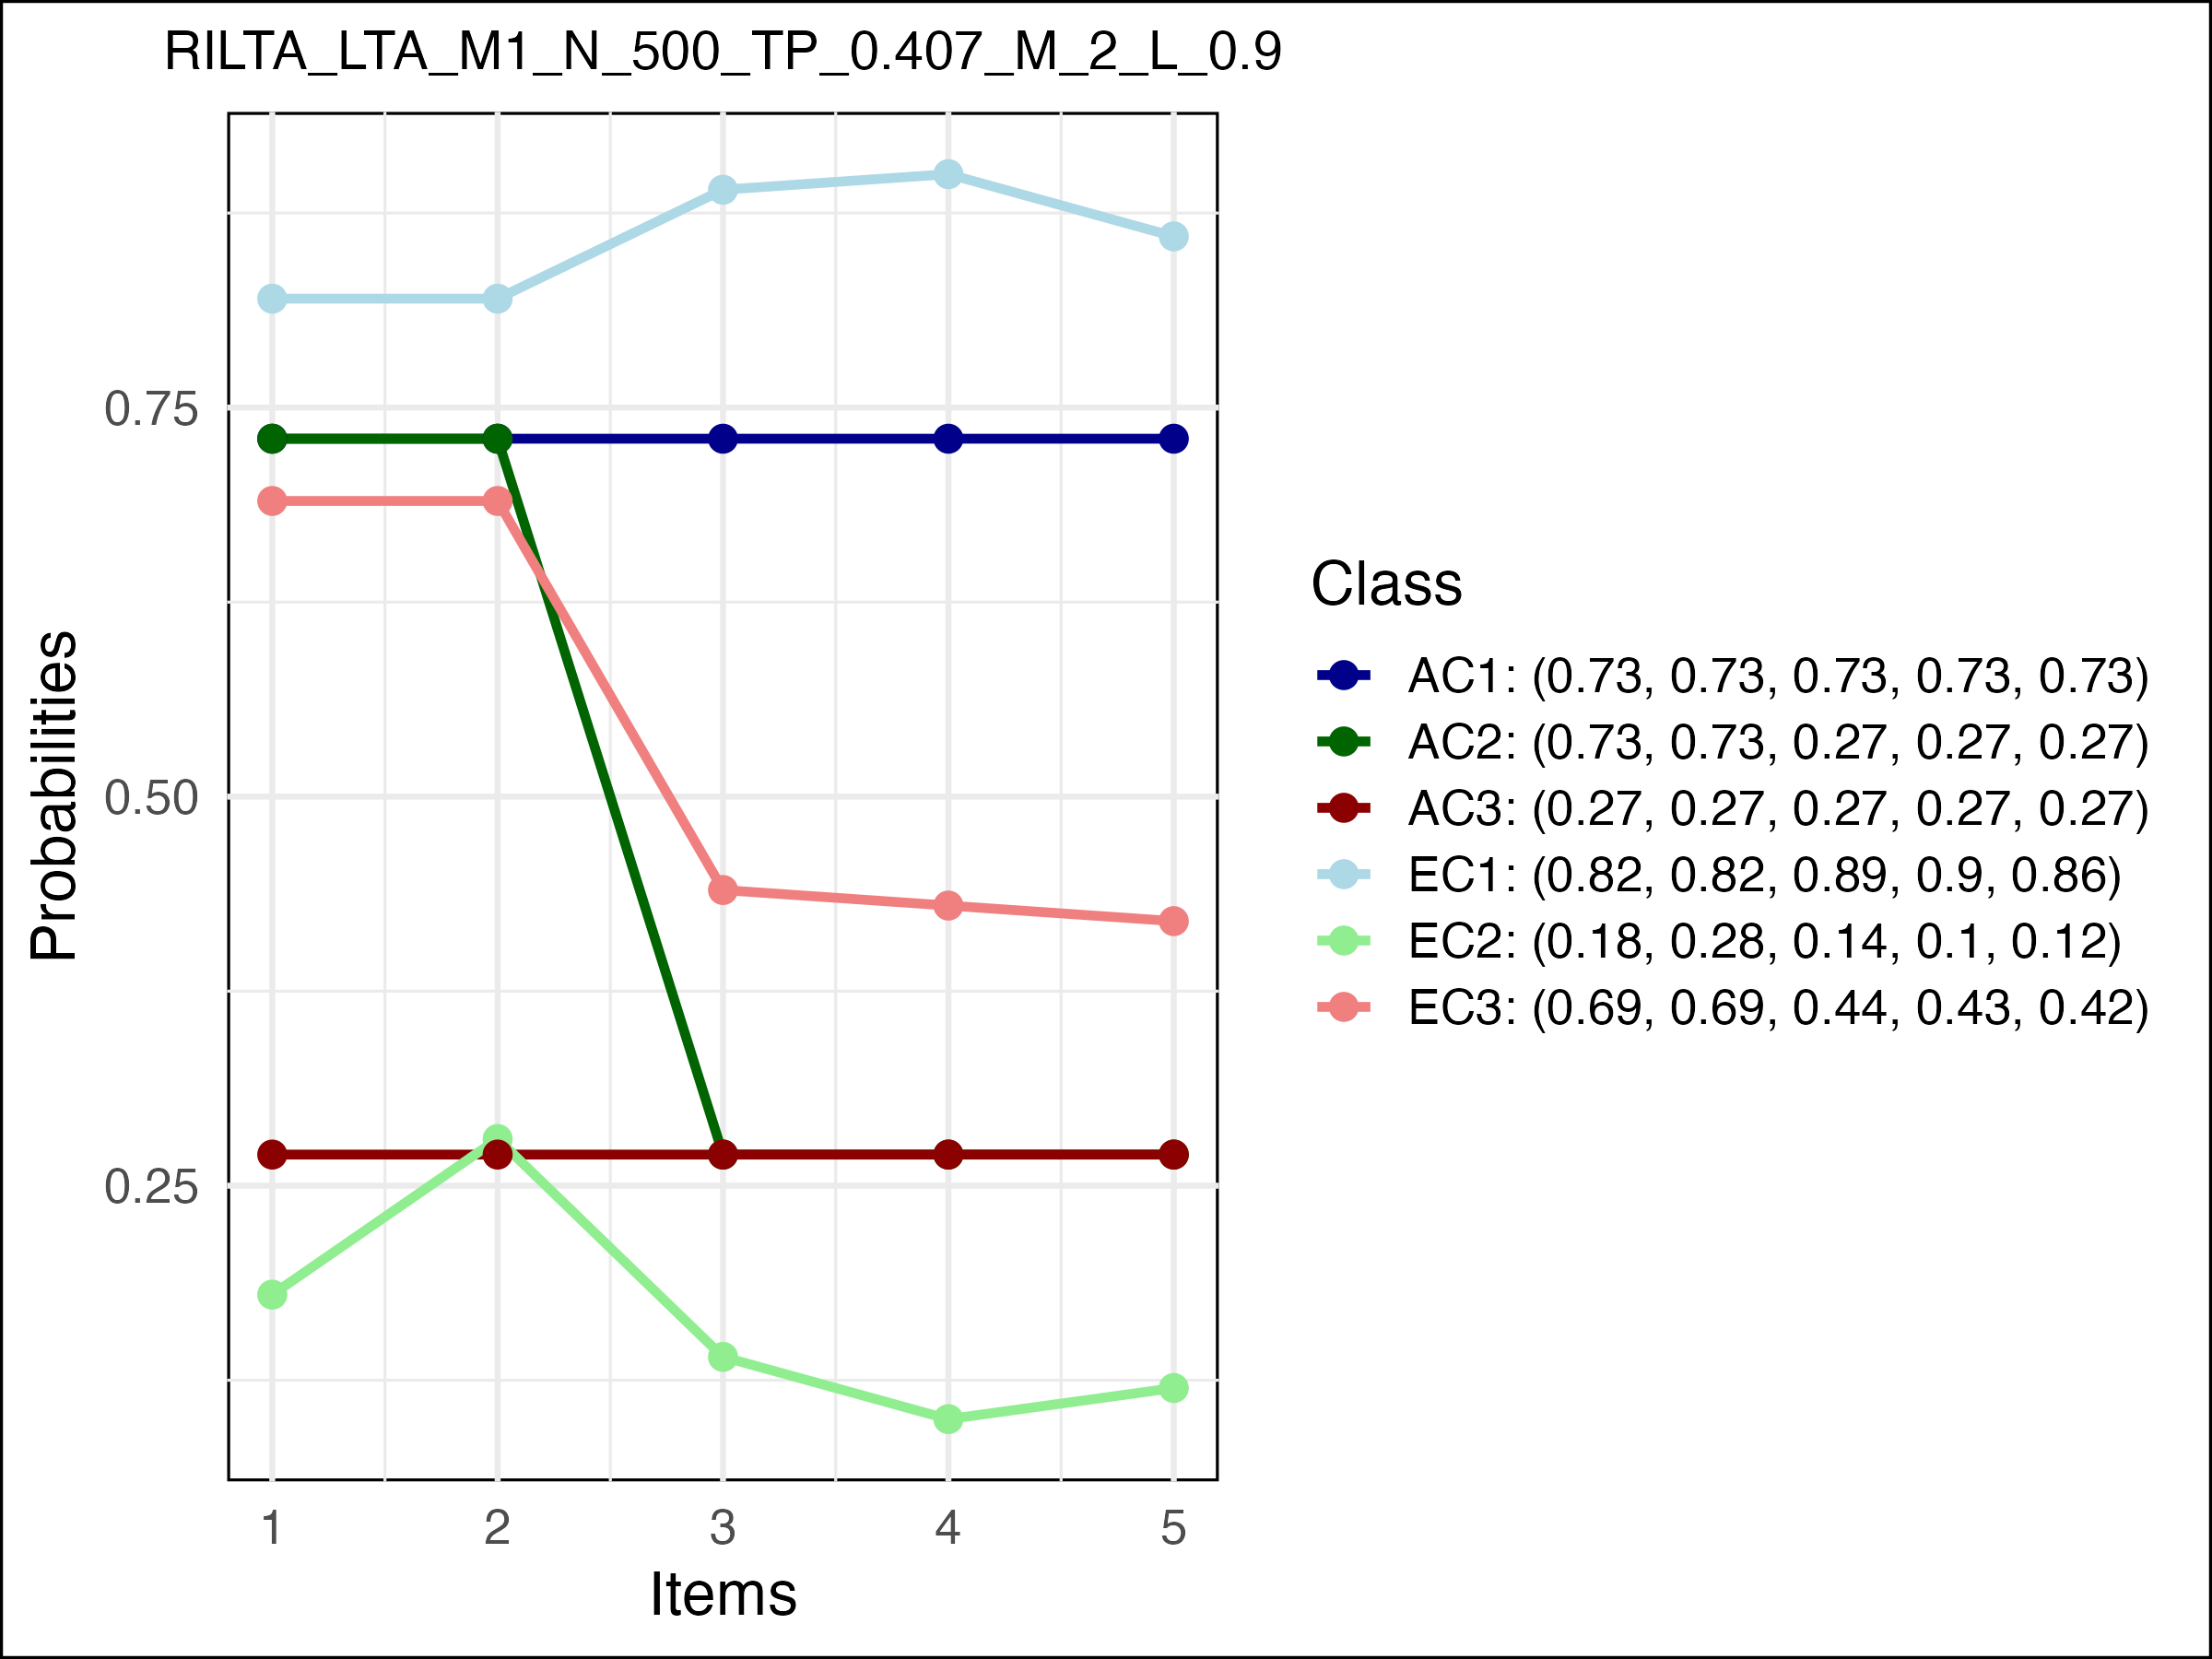 RILTA_LTA_M1_N_500_TP_0.407_M_2_L_0.9
Probabilities
0.75
0.50
0.25
1 2 3 4 5
Items
Class
AC1: (0.73, 0.73, 0.73, 0.73, 0.73)
AC2: (0.73, 0.73, 0.27, 0.27, 0.27)
AC3: (0.27, 0.27, 0.27, 0.27, 0.27)
EC1: (0.82, 0.82, 0.89, 0.9, 0.86)
EC2: (0.18, 0.28, 0.14, 0.1, 0.12)
EC3: (0.69, 0.69, 0.44, 0.43, 0.42)